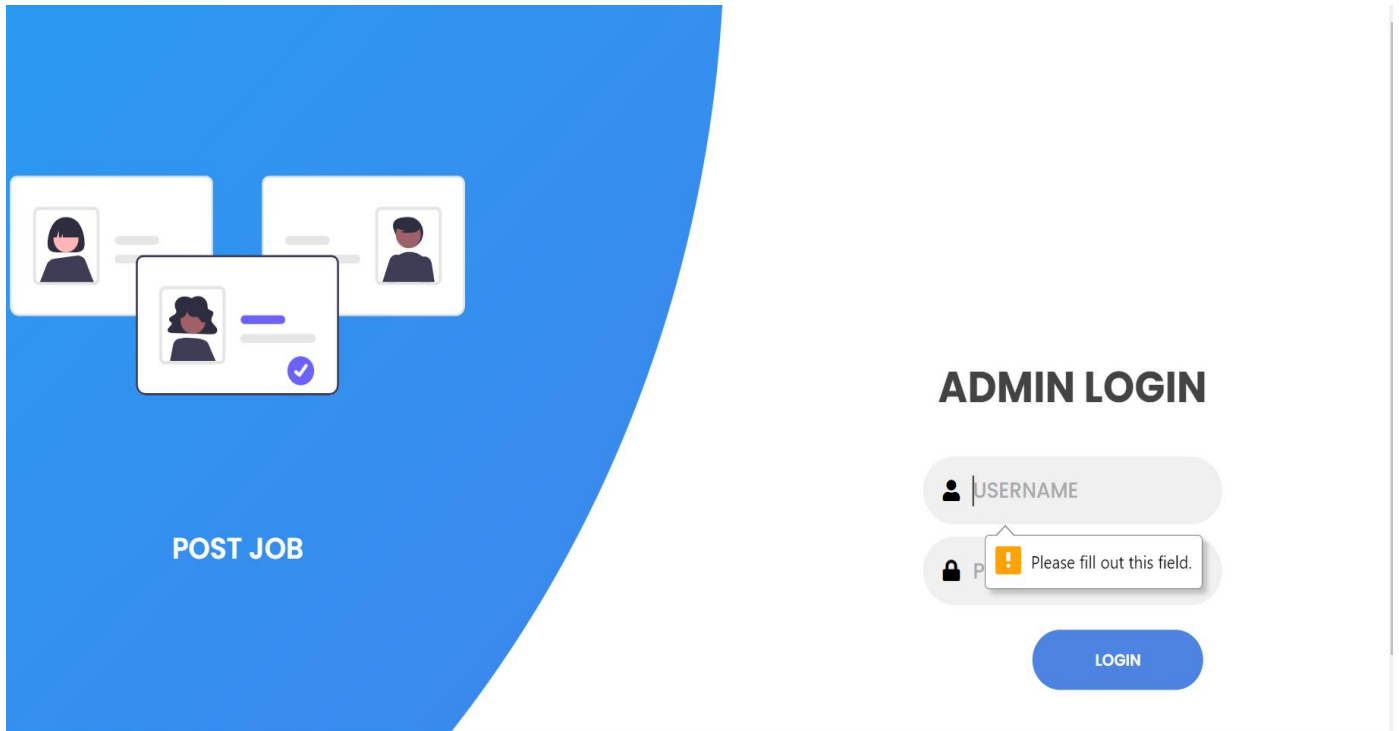 POST JOB
ADMIN LOGIN
USERNAME
Please fill out this field.
P
LOGIN